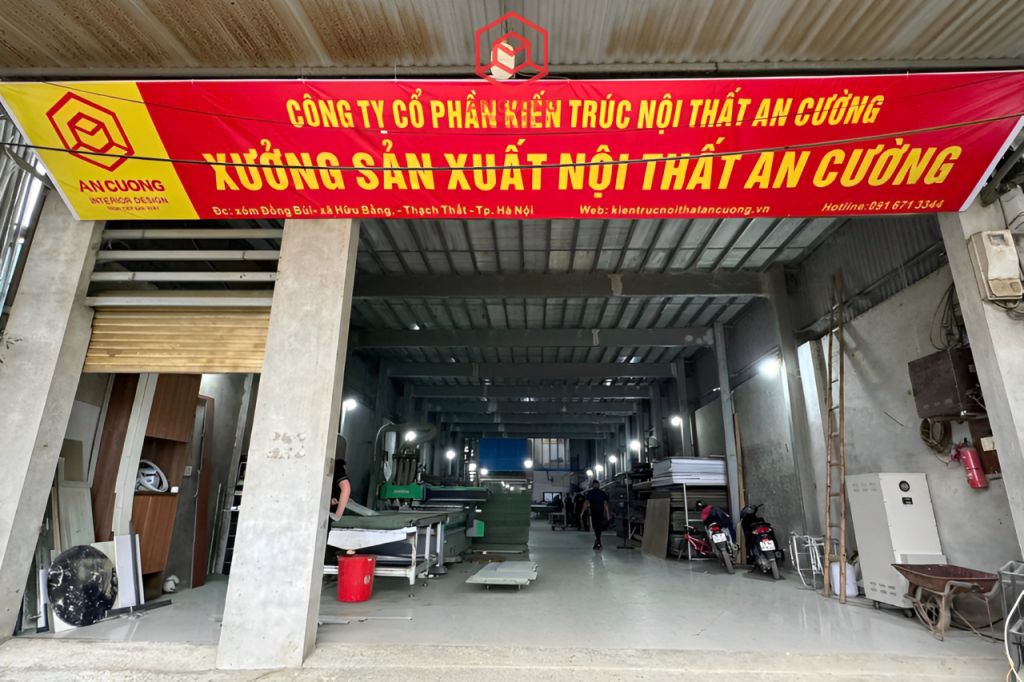 CÔNG TY CỔ PHẦN KIẾN TRÚC NỘI THẤT AN CƯỜNG
XƯỞNG SẢN XUẤT NỘI THẤT AN CƯỜNG
AN CUONG
INTERIOR DESIGN
Đc: xóm Đồng Bùi- xã Hữu Bằng, - Thạch Thất - Tp. Hà Nội
Web: kientrucnoithatancuong.vn
Hotline: 091 671 3344